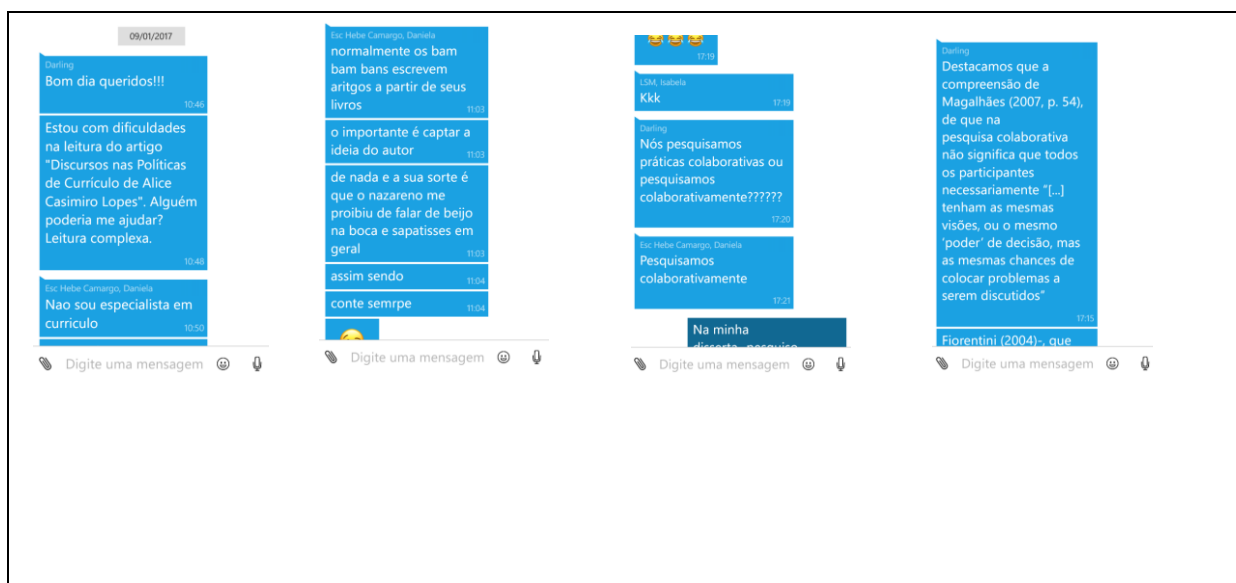 09/01/2017
Darling
Bom dia queridos!!!
10:46
Estou com dificuldades
na leitura do artigo
"Discursos nas Políticas
de Currículo de Alice
Casimiro Lopes". Alguém
poderia me ajudar?
Leitura complexa.
10:48
Esc Hebe Camargo, Daniela
Nao sou especialista em
curriculo
10:50
Digite uma mensagem
Esc Hebe Camargo, Daniela
normalmente os bam
bam bans escrevem
aritgos a partir de seus
livros
11:03
o importante é captar a
ideia do autor
11:03
de nada e a sua sorte é
que o nazareno me
proibiu de falar de beijo
na boca e sapatisses em
geral
11:03
assim sendo
11:04
conte semrpe
11:04
Digite uma mensagem
17:19
LSM, Isabela
Kkk
17:19
Darling
Nós pesquisamos
práticas colaborativas ou
pesquisamos
colaborativamente??????
17:20
Esc Hebe Camargo, Daniela
Pesquisamos
colaborativamente
17:21
Na minha
disserta pesquiso
Digite uma mensagem
Darling
Destacamos que a
compreensão de
Magalhães (2007, p. 54),
de que na
pesquisa colaborativa
não significa que todos
os participantes
necessariamente "[...]
tenham as mesmas
visões, ou o mesmo
'poder' de decisão, mas
as mesmas chances de
colocar problemas a
serem discutidos"
17:15
Fiorentini (2004)-, que
Digite uma mensagem